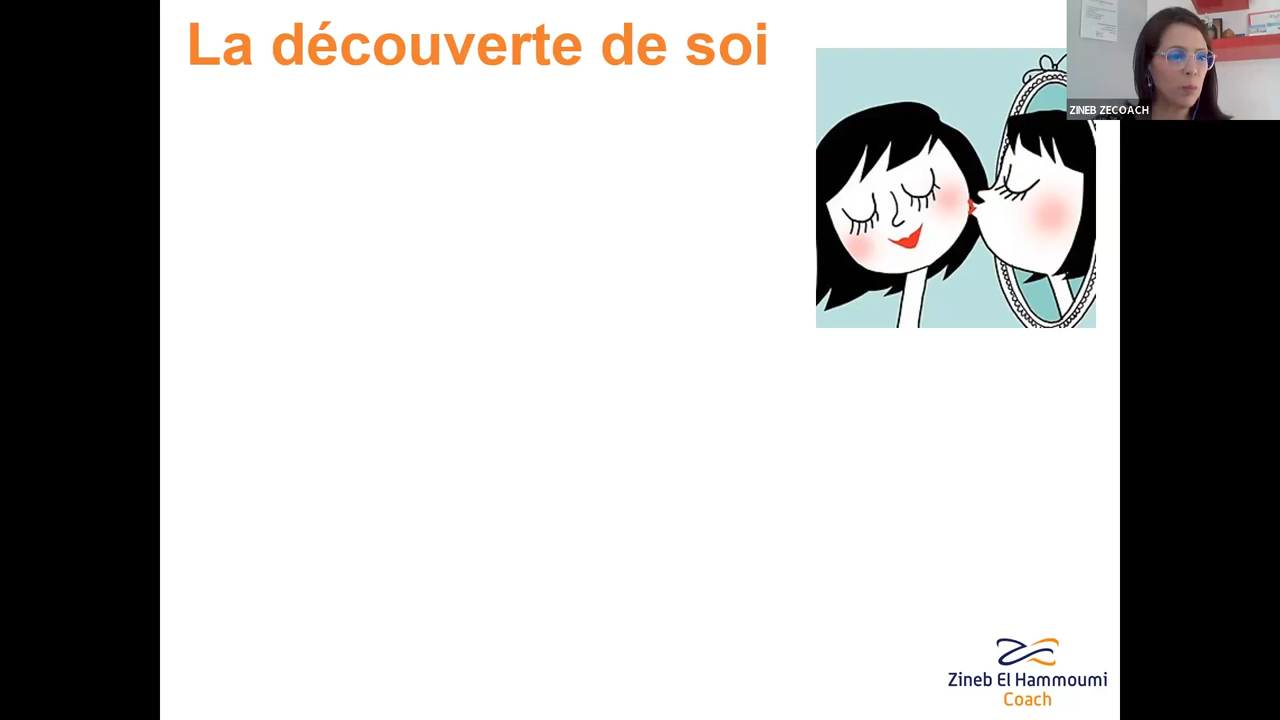 La découverte de soi
ZINEB ZECOACH
Zineb El Hammoumi
Coach